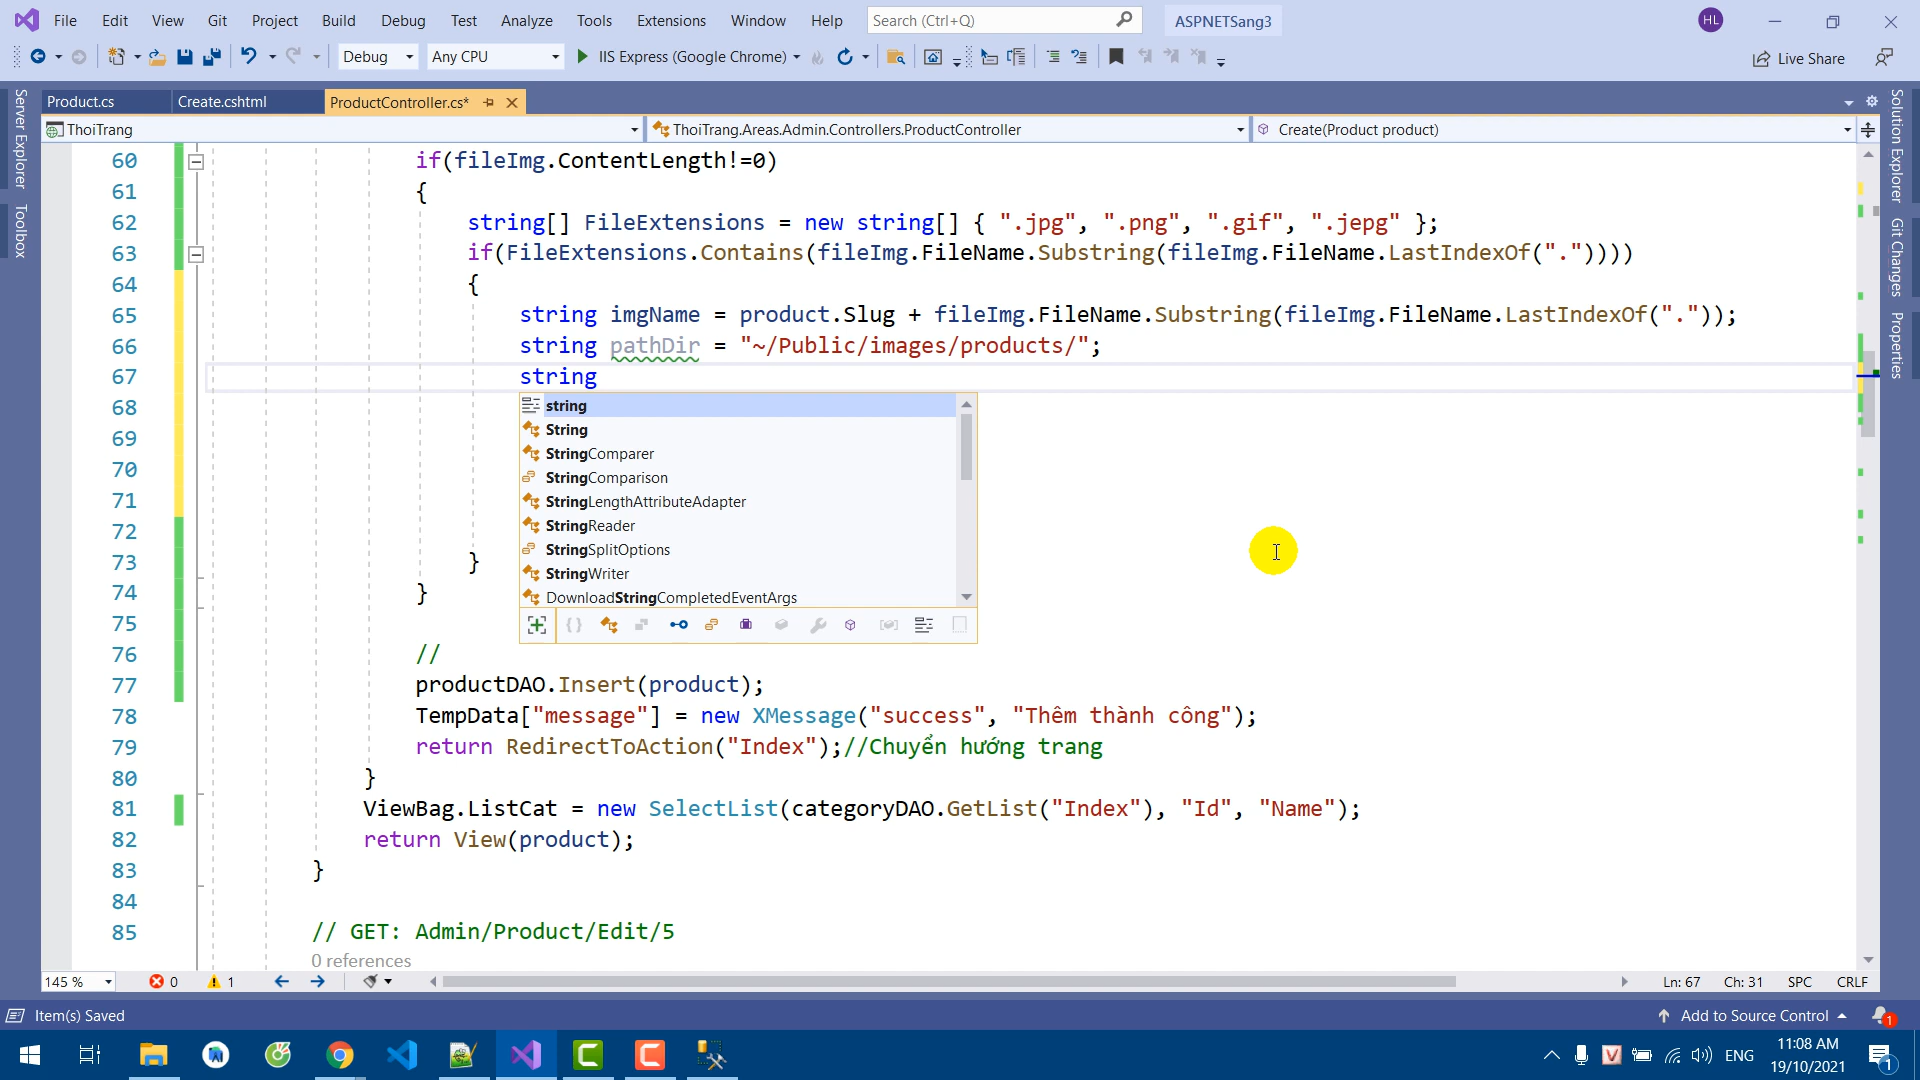 File Edit View Git Project Build Debug Test Analyze Tools Extensions Window Help Search (Ctrl+Q) ASPNETSang3 HL
Debug Any CPU IIS Express (Google Chrome) Live Share
Product.cs Create.cshtml ProductController.cs*
ThoiTrang ThoiTrang.Areas.Admin.Controllers.ProductController Create(Product product)
Server Explorer
Toolbox
Solution Explorer
Git Changes
Properties
60 if(fileImg.ContentLength!=0)
61 {
62 string[] FileExtensions = new string[] { ".jpg", ".png", ".gif", ".jepg" };
63 if(FileExtensions.Contains(fileImg.FileName.Substring(fileImg.FileName.LastIndexOf("."))))
64 {
65 string imgName = product.Slug + fileImg.FileName.Substring(fileImg.FileName.LastIndexOf("."));
66 string pathDir = "~/Public/images/products/";
67 string
68
69
70
71
72
73 }
74 }
75
76 //
77 productDAO.Insert(product);
78 TempData["message"] = new XMessage("success", "Thêm thành công");
79 return RedirectToAction("Index");//Chuyển hướng trang
80 }
81 ViewBag.ListCat = new SelectList(categoryDAO.GetList("Index"), "Id", "Name");
82 return View(product);
83 }
84
85 // GET: Admin/Product/Edit/5
0 references
string
String
StringComparer
StringComparison
StringLengthAttributeAdapter
StringReader
StringSplitOptions
StringWriter
DownloadStringCompletedEventArgs
145 % 0 1 Ln: 67 Ch: 31 SPC CRLF
Item(s) Saved Add to Source Control 1
ENG 11:08 AM
19/10/2021 1